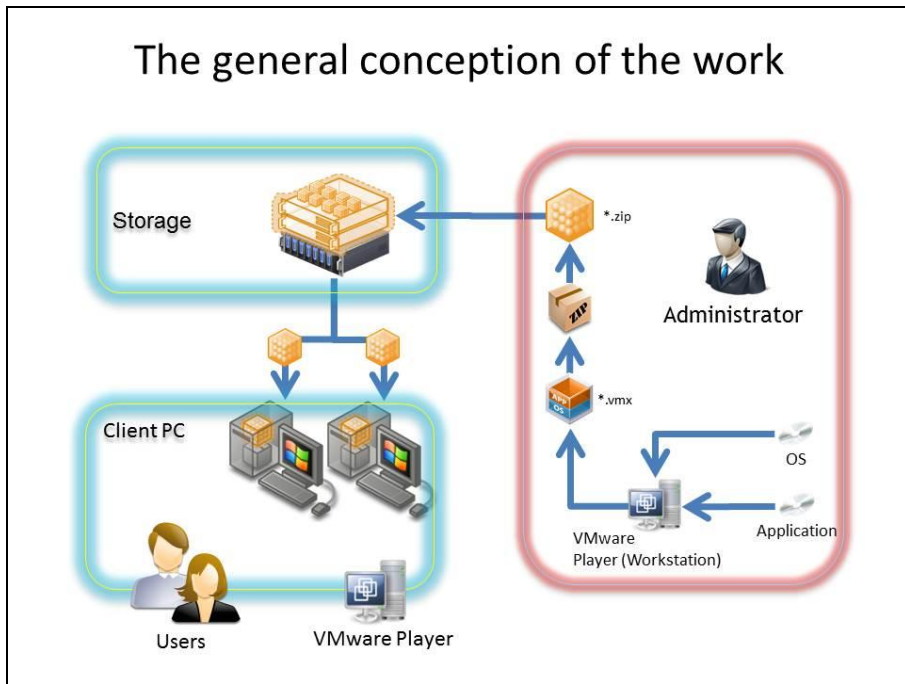 The general conception of the work
Storage
*.zip
ZIP
Administrator
APP
OS
*.vmx
Client PC
OS
Application
VMware
Player (Workstation)
Users
VMware Player